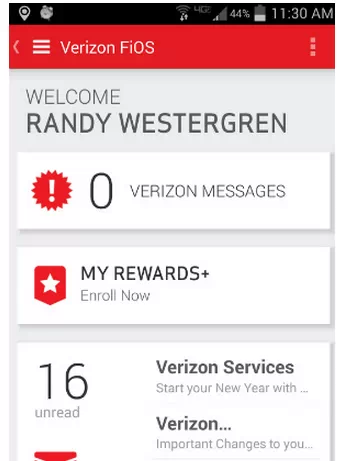 4G LTE 44% 11:30 AM
Verizon FiOS
WELCOME
RANDY WESTERGREN
0 VERIZON MESSAGES
MY REWARDS+
Enroll Now
16
unread
Verizon Services
Start your New Year with ...
Verizon...
Important Changes to you...